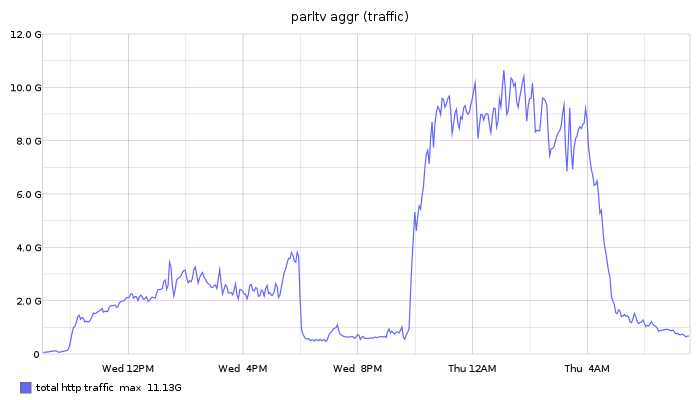 parltv aggr (traffic)
12.0 G
10.0 G
8.0 G
6.0 G
4.0 G
2.0 G
0
Wed 12PM Wed 4PM Wed 8PM Thu 12AM Thu 4AM
total http traffic max 11.13G